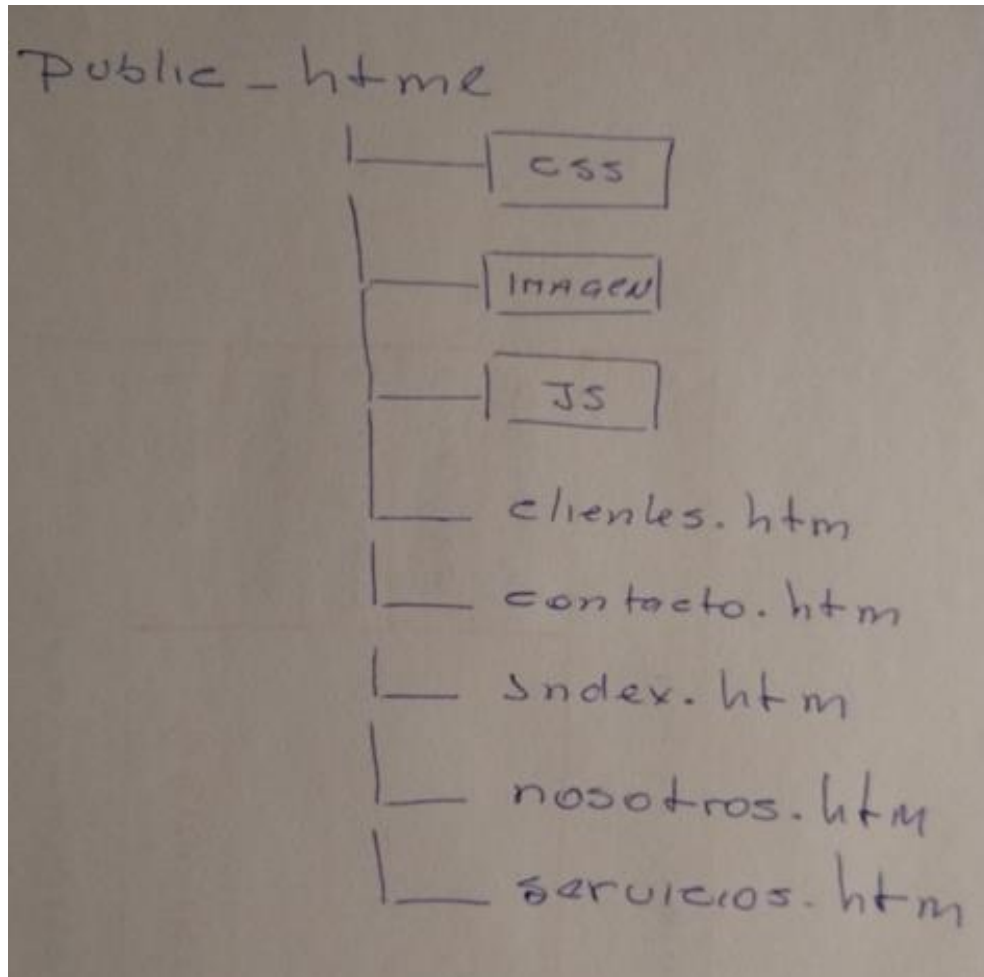 public_html
CSS
IMAGEN
JS
clientes.htm
contacto.htm
Index.htm
nosotros.htm
servicios.htm